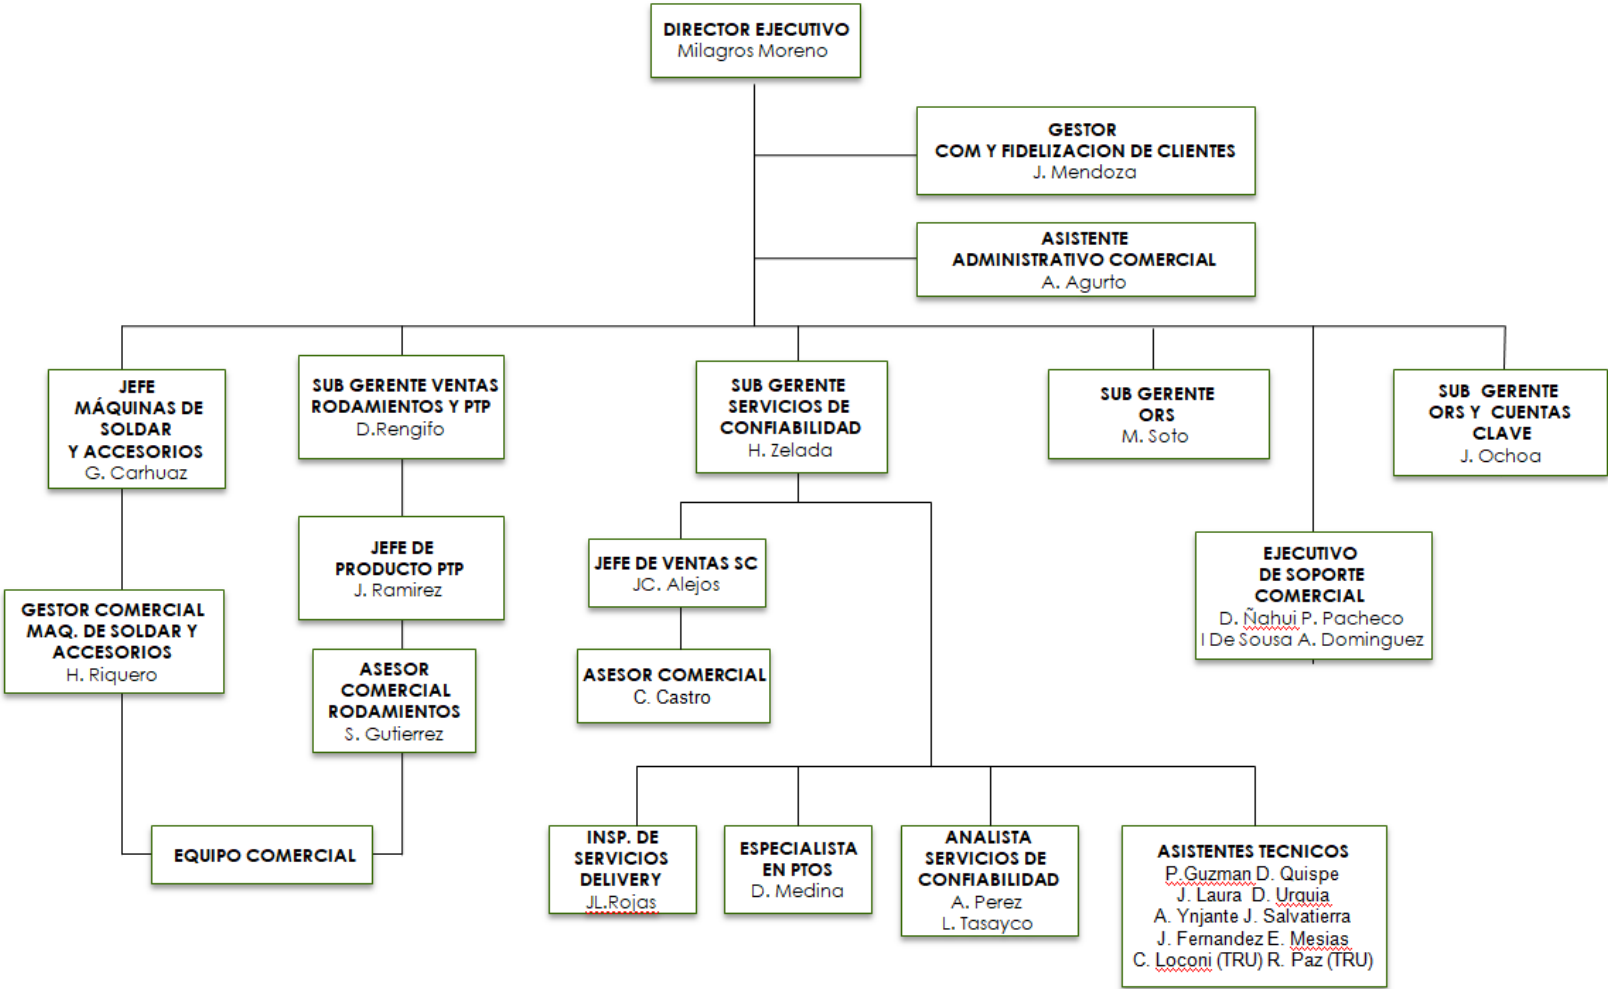 DIRECTOR EJECUTIVO
Milagros Moreno
GESTOR
COM Y FIDELIZACION DE CLIENTES
J. Mendoza
ASISTENTE
ADMINISTRATIVO COMERCIAL
A. Agurto
JEFE
MÁQUINAS DE
SOLDAR
Y ACCESORIOS
G. Carhuaz
SUB GERENTE VENTAS
RODAMIENTOS Y PTP
D.Rengifo
SUB GERENTE
SERVICIOS DE
CONFIABILIDAD
H. Zelada
SUB GERENTE
ORS
M. Soto
SUB GERENTE
ORS Y CUENTAS
CLAVE
J. Ochoa
JEFE DE
PRODUCTO PTP
J. Ramirez
JEFE DE VENTAS SC
JC. Alejos
EJECUTIVO
DE SOPORTE
COMERCIAL
D. Ñahui P. Pacheco
I De Sousa A. Dominguez
GESTOR COMERCIAL
MAQ. DE SOLDAR Y
ACCESORIOS
H. Riquero
ASESOR
COMERCIAL
RODAMIENTOS
S. Gutierrez
ASESOR COMERCIAL
C. Castro
EQUIPO COMERCIAL
INSP. DE
SERVICIOS
DELIVERY
JL.Rojas
ESPECIALISTA
EN PTOS
D. Medina
ANALISTA
SERVICIOS DE
CONFIABILIDAD
A. Perez
L. Tasayco
ASISTENTES TECNICOS
P.Guzman D. Quispe
J. Laura D. Urquia
A. Ynjante J. Salvatierra
J. Fernandez E. Mesias
C. Loconi (TRU) R. Paz (TRU)